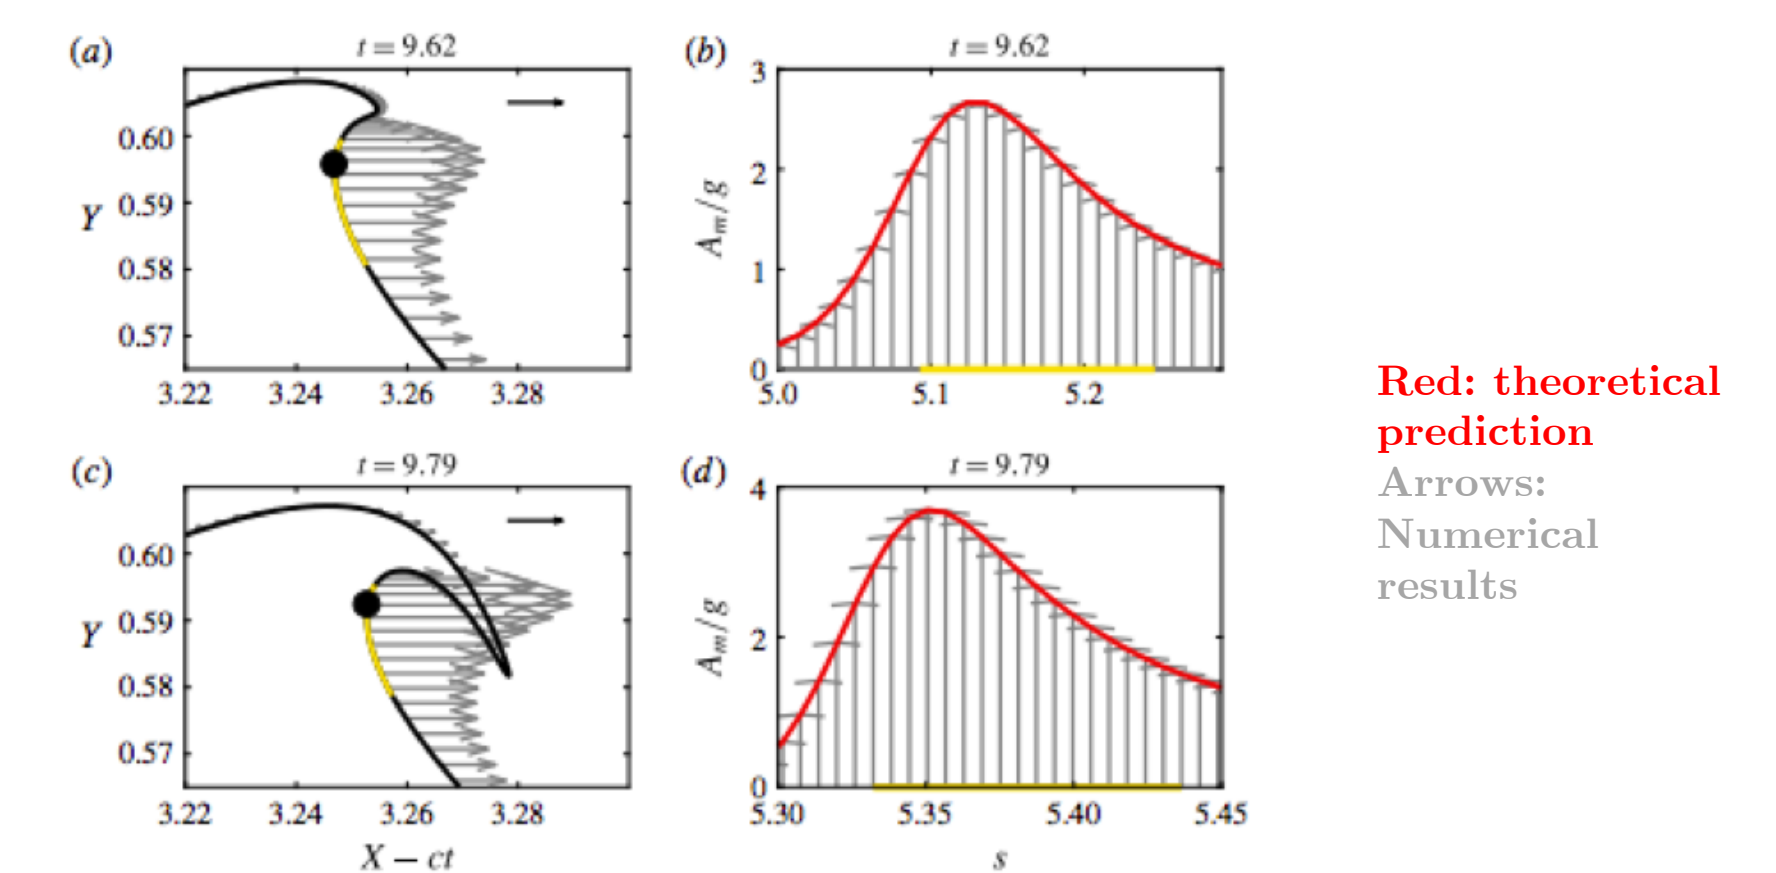 (a)
t = 9.62
0.60
0.59
Y
0.58
0.57
3.22 3.24 3.26 3.28
(b)
t = 9.62
3
2
A_m/g
1
0
5.0 5.1 5.2
(c)
t = 9.79
0.60
0.59
Y
0.58
0.57
3.22 3.24 3.26 3.28
X − ct
(d)
t = 9.79
4
2
A_m/g
0
5.30 5.35 5.40 5.45
s
Red: theoretical
prediction
Arrows:
Numerical
results